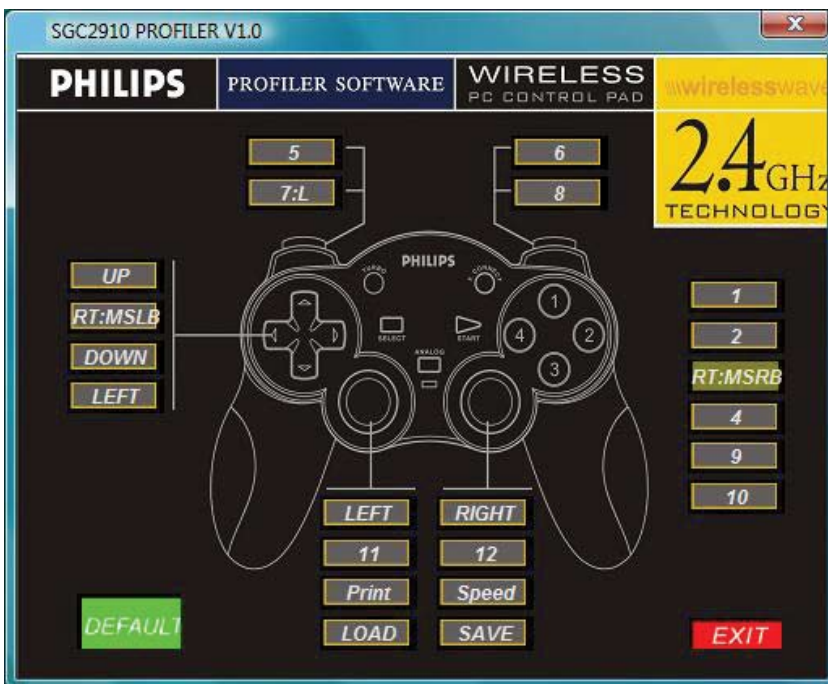 SGC2910 PROFILER V1.0
X
PHILIPS
PROFILER SOFTWARE
WIRELESS
PC CONTROL PAD
wirelesswave
2.4GHz
TECHNOLOGY
5
7:L
6
8
UP
RT:MSLB
DOWN
LEFT
TURBO
PHILIPS
CONNECT
SELECT
START
ANALOG
1
2
3
4
1
2
RT:MSRB
4
9
10
LEFT
RIGHT
11
12
Print
Speed
LOAD
SAVE
DEFAULT
EXIT